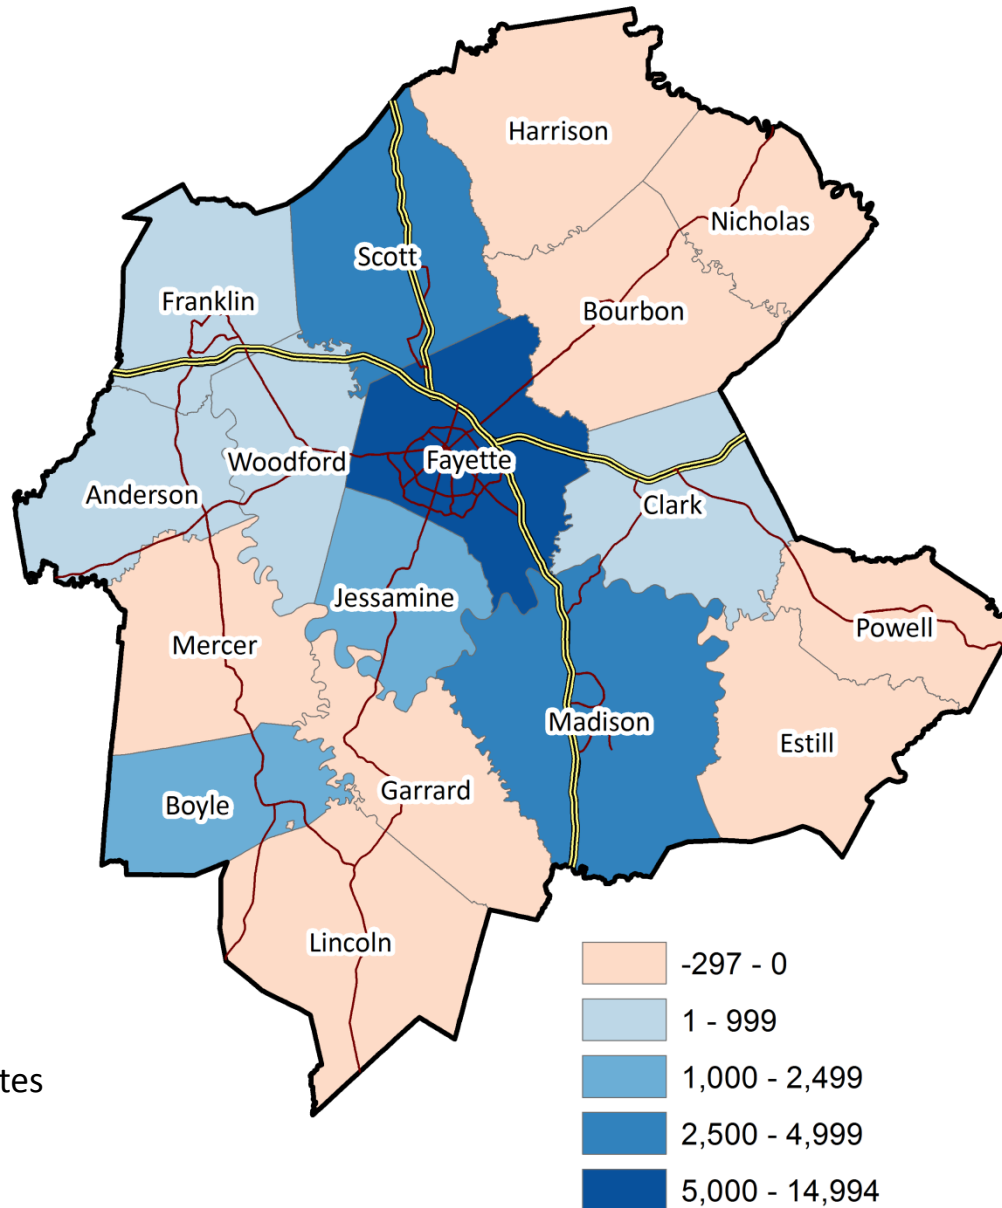 Harrison
Nicholas
Scott
Franklin
Bourbon
Woodford
Fayette
Anderson
Clark
Jessamine
Powell
Mercer
Madison
Estill
Garrard
Boyle
Lincoln
-297 - 0
1 - 999
tes
1,000 - 2,499
2,500 - 4,999
5,000 - 14,994